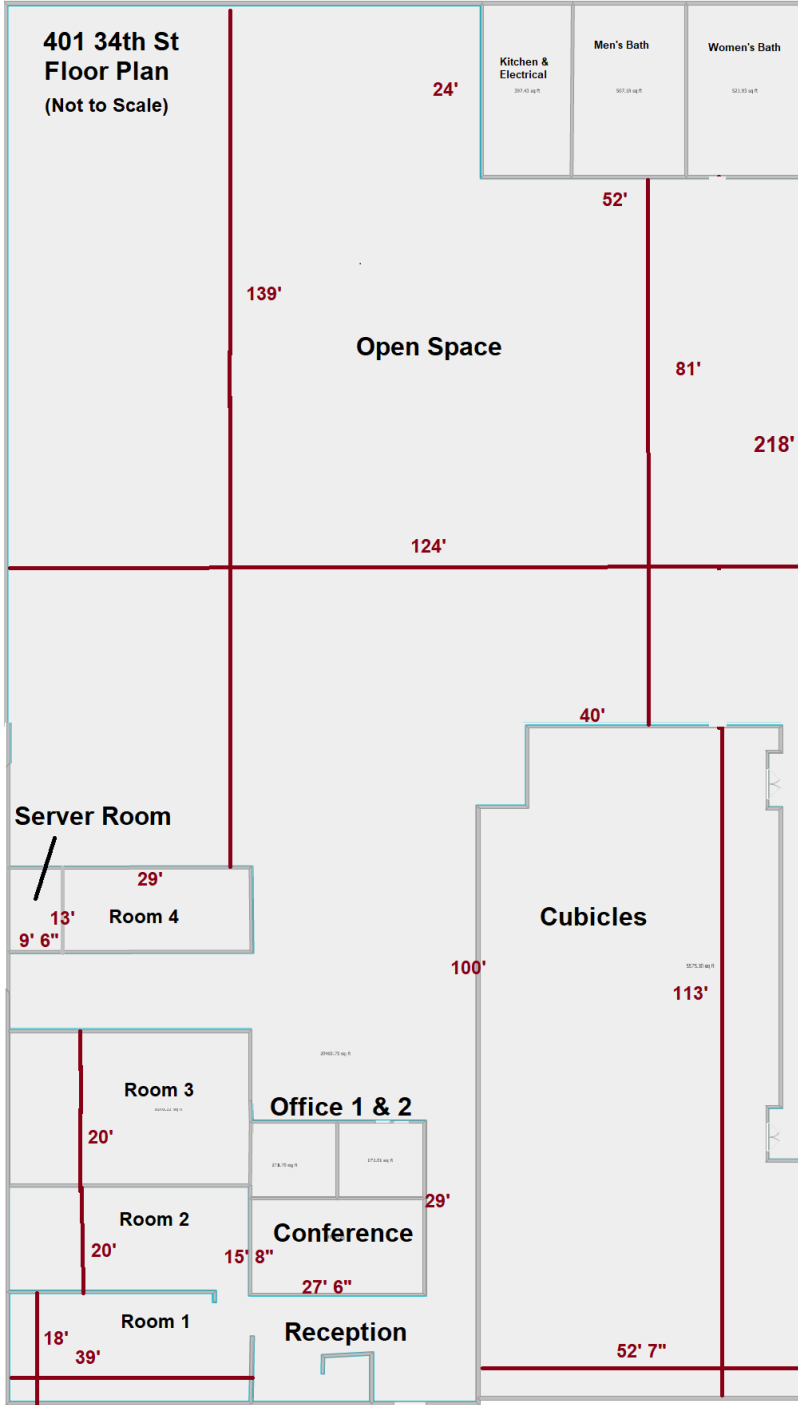 401 34th St
Floor Plan
(Not to Scale)
Kitchen &
Electrical
Men's Bath
Women's Bath
24'
52'
139'
Open Space
81'
218'
124'
40'
Server Room
29'
13'
Room 4
9' 6"
Cubicles
100'
113'
Room 3
Office 1 & 2
20'
29'
Room 2
20'
Conference
15' 8"
27' 6"
Room 1
Reception
18'
39'
52' 7"